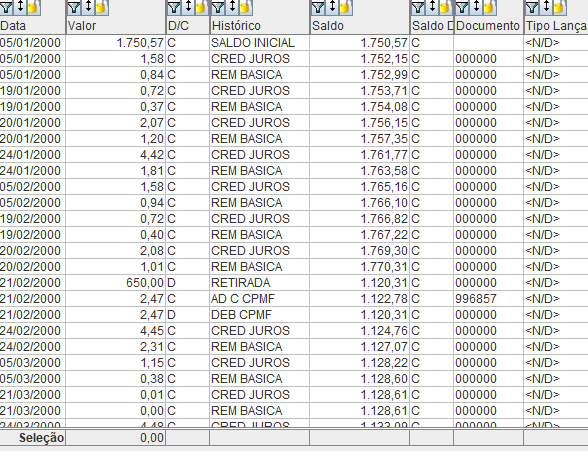 Data Valor D/C Histórico Saldo Saldo D Documento Tipo Lança
05/01/2000 1.750,57 C SALDO INICIAL 1.750,57 C <N/D>
05/01/2000 1,58 C CRED JUROS 1.752,15 C 000000 <N/D>
05/01/2000 0,84 C REM BASICA 1.752,99 C 000000 <N/D>
19/01/2000 0,72 C CRED JUROS 1.753,71 C 000000 <N/D>
19/01/2000 0,37 C REM BASICA 1.754,08 C 000000 <N/D>
20/01/2000 2,07 C CRED JUROS 1.756,15 C 000000 <N/D>
20/01/2000 1,20 C REM BASICA 1.757,35 C 000000 <N/D>
24/01/2000 4,42 C CRED JUROS 1.761,77 C 000000 <N/D>
24/01/2000 1,81 C REM BASICA 1.763,58 C 000000 <N/D>
05/02/2000 1,58 C CRED JUROS 1.765,16 C 000000 <N/D>
05/02/2000 0,94 C REM BASICA 1.766,10 C 000000 <N/D>
19/02/2000 0,72 C CRED JUROS 1.766,82 C 000000 <N/D>
19/02/2000 0,40 C REM BASICA 1.767,22 C 000000 <N/D>
20/02/2000 2,08 C CRED JUROS 1.769,30 C 000000 <N/D>
20/02/2000 1,01 C REM BASICA 1.770,31 C 000000 <N/D>
21/02/2000 650,00 D RETIRADA 1.120,31 C 000000 <N/D>
21/02/2000 2,47 C AD C CPMF 1.122,78 C 996857 <N/D>
21/02/2000 2,47 D DEB CPMF 1.120,31 C 000000 <N/D>
24/02/2000 4,45 C CRED JUROS 1.124,76 C 000000 <N/D>
24/02/2000 2,31 C REM BASICA 1.127,07 C 000000 <N/D>
05/03/2000 1,15 C CRED JUROS 1.128,22 C 000000 <N/D>
05/03/2000 0,38 C REM BASICA 1.128,60 C 000000 <N/D>
21/03/2000 0,01 C CRED JUROS 1.128,61 C 000000 <N/D>
21/03/2000 0,00 C REM BASICA 1.128,61 C 000000 <N/D>
24/03/2000 4,48 C CRED JUROS 1.133,09 C 000000 <N/D>
Seleção 0,00